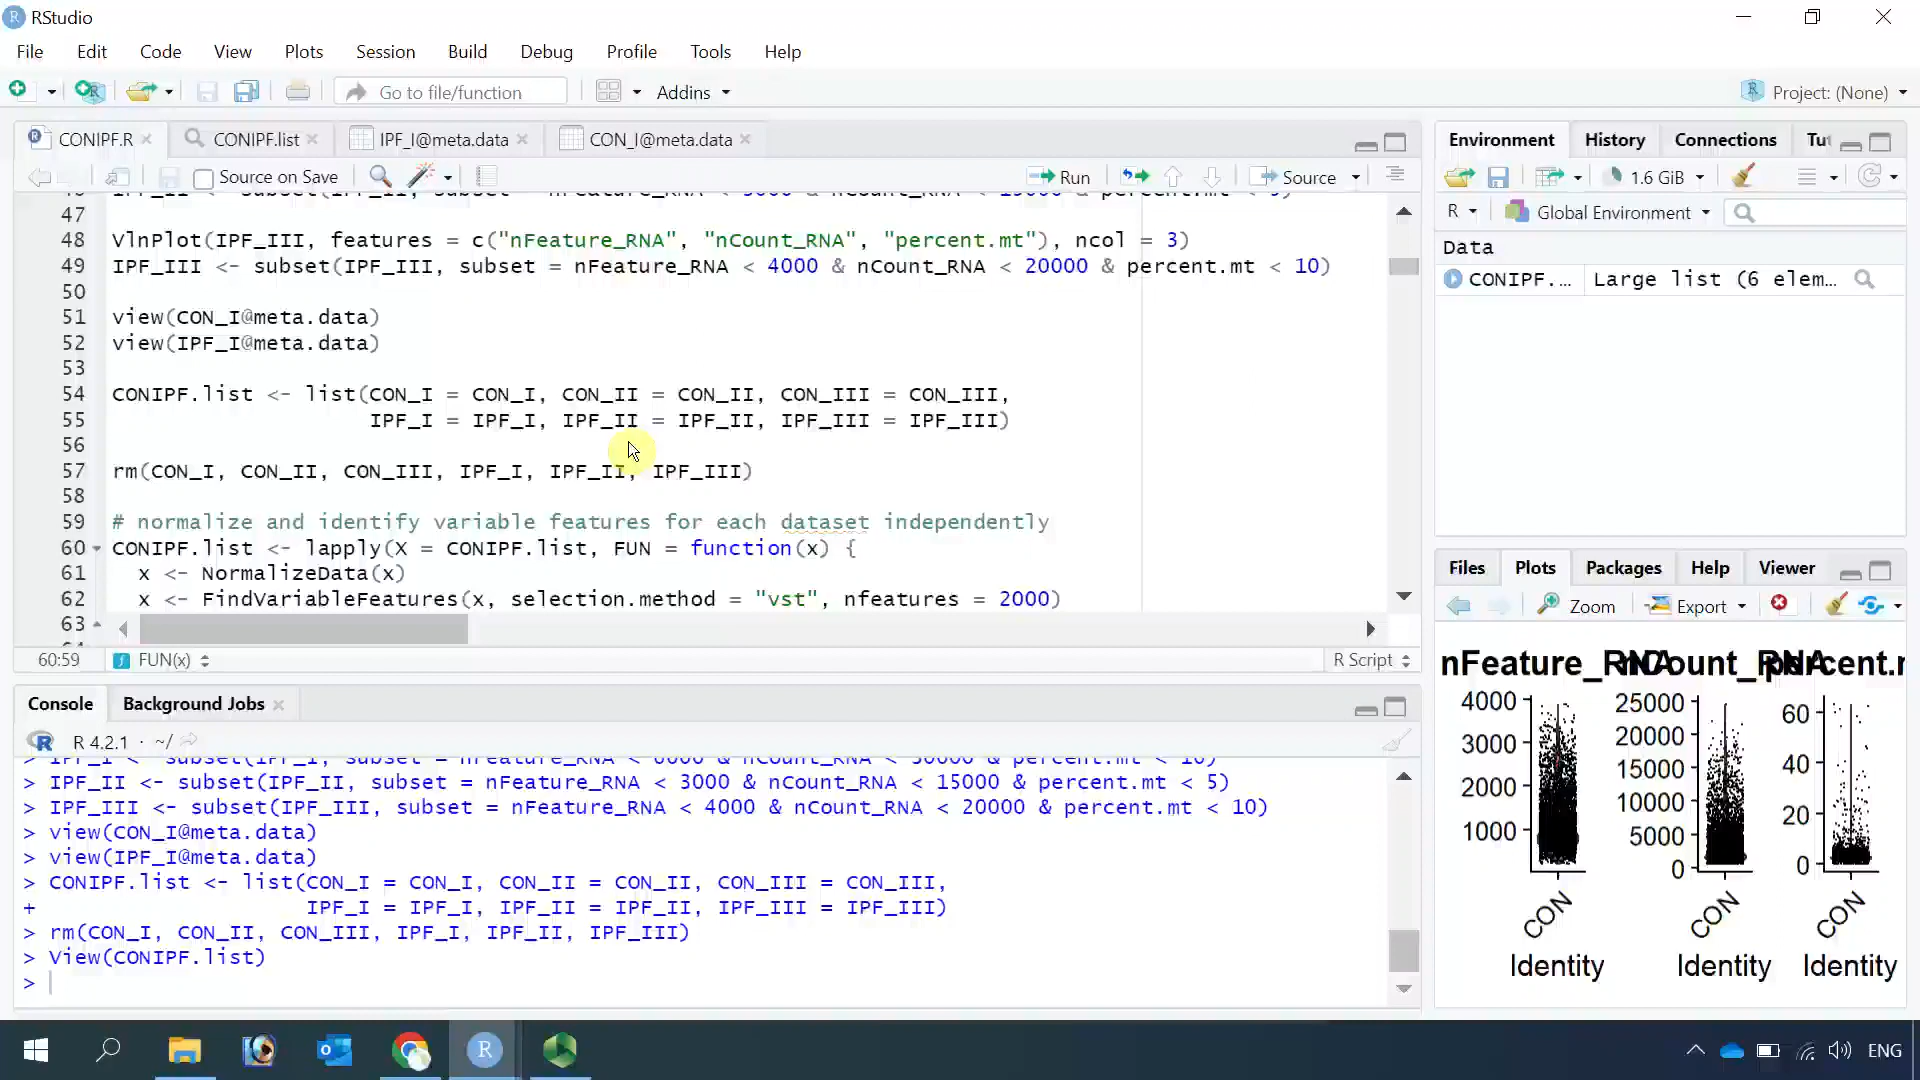 RStudio
File Edit Code View Plots Session Build Debug Profile Tools Help
Go to file/function Addins Project: (None)
CONIPF.R CONIPF.list IPF_I@meta.data CON_I@meta.data
Source on Save Run Source
47
48 VlnPlot(IPF_III, features = c("nFeature_RNA", "nCount_RNA", "percent.mt"), ncol = 3)
49 IPF_III <- subset(IPF_III, subset = nFeature_RNA < 4000 & nCount_RNA < 20000 & percent.mt < 10)
50
51 view(CON_I@meta.data)
52 view(IPF_I@meta.data)
53
54 CONIPF.list <- list(CON_I = CON_I, CON_II = CON_II, CON_III = CON_III,
55 IPF_I = IPF_I, IPF_II = IPF_II, IPF_III = IPF_III)
56
57 rm(CON_I, CON_II, CON_III, IPF_I, IPF_II, IPF_III)
58
59 # normalize and identify variable features for each dataset independently
60 CONIPF.list <- lapply(X = CONIPF.list, FUN = function(x) {
61 x <- NormalizeData(x)
62 x <- FindVariableFeatures(x, selection.method = "vst", nfeatures = 2000)
63
60:59 FUN(x) R Script
Console Background Jobs
R 4.2.1 · ~/
> IPF_II <- subset(IPF_II, subset = nFeature_RNA < 3000 & nCount_RNA < 15000 & percent.mt < 5)
> IPF_III <- subset(IPF_III, subset = nFeature_RNA < 4000 & nCount_RNA < 20000 & percent.mt < 10)
> view(CON_I@meta.data)
> view(IPF_I@meta.data)
> CONIPF.list <- list(CON_I = CON_I, CON_II = CON_II, CON_III = CON_III,
+ IPF_I = IPF_I, IPF_II = IPF_II, IPF_III = IPF_III)
> rm(CON_I, CON_II, CON_III, IPF_I, IPF_II, IPF_III)
> View(CONIPF.list)
>
Environment History Connections Tut
1.6 GiB
R Global Environment
Data
CONIPF.… Large list (6 elem…
Files Plots Packages Help Viewer
Zoom Export
nFeature_RNA nCount_RNA percent.m
4000 25000 60
3000 20000
15000 40
2000 10000
1000 5000 20
0 0
CON CON CON
Identity Identity Identity
ENG